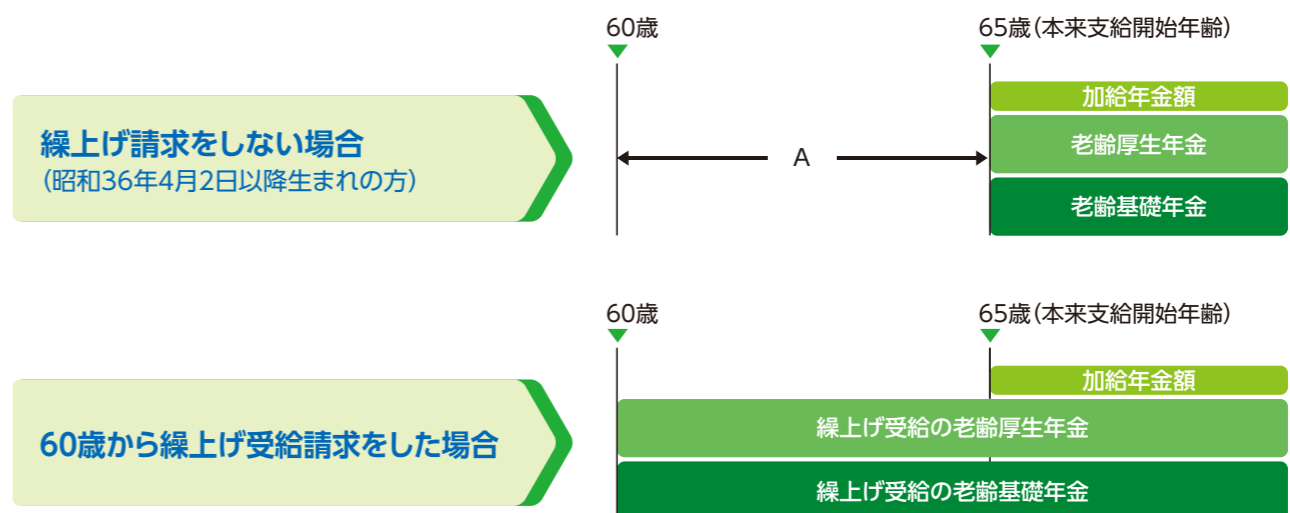 60歳
65歳(本来支給開始年齢)
加給年金額
繰上げ請求をしない場合
(昭和36年4月2日以降生まれの方)
A
老齢厚生年金
老齢基礎年金
60歳
65歳(本来支給開始年齢)
加給年金額
60歳から繰上げ受給請求をした場合
繰上げ受給の老齢厚生年金
繰上げ受給の老齢基礎年金